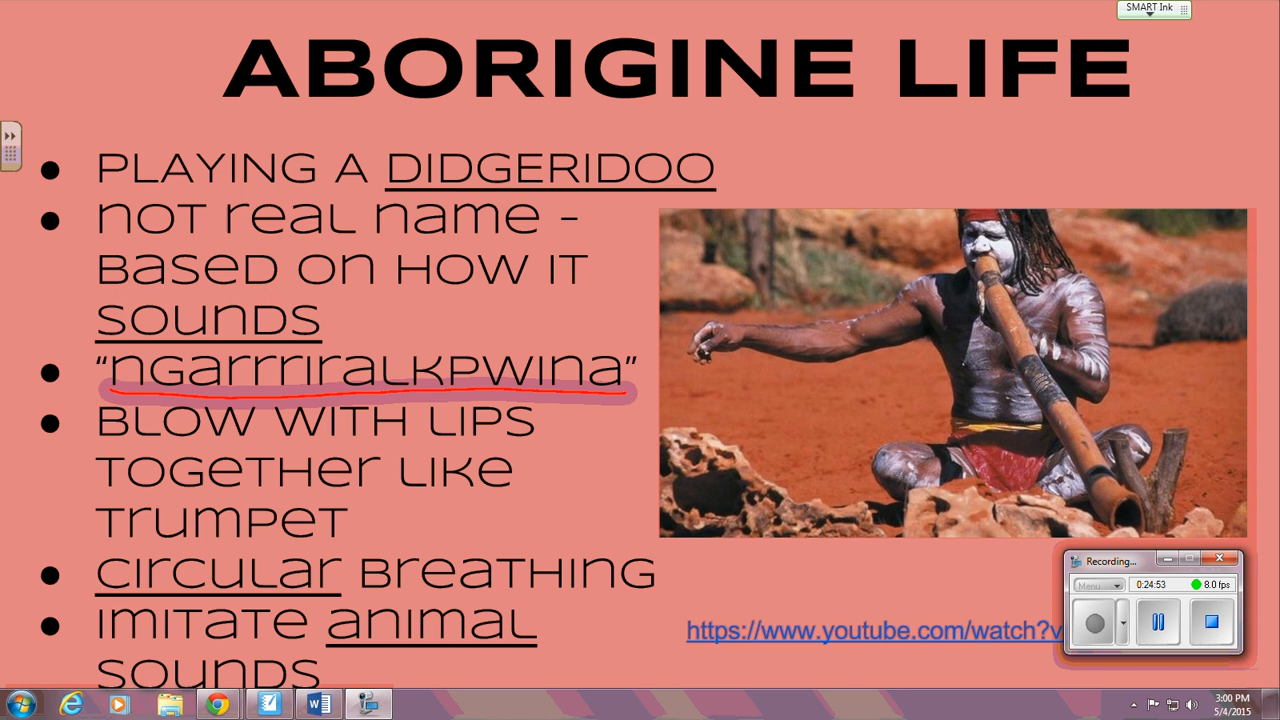 SMART Ink
ABORIGINE LIFE
● PLAYING A DIDGERIDOO
● NOT REAL NAME -
BASED ON HOW IT
SOUNDS
● “NGARRRIRALKPWINA”
● BLOW WITH LIPS
TOGETHER LIKE
TRUMPET
● CIRCULAR BREATHING
● IMITATE ANIMAL
SOUNDS
https://www.youtube.com/watch?v
Recording...
Menu 0:24:53 8.0 fps
3:00 PM
5/4/2015